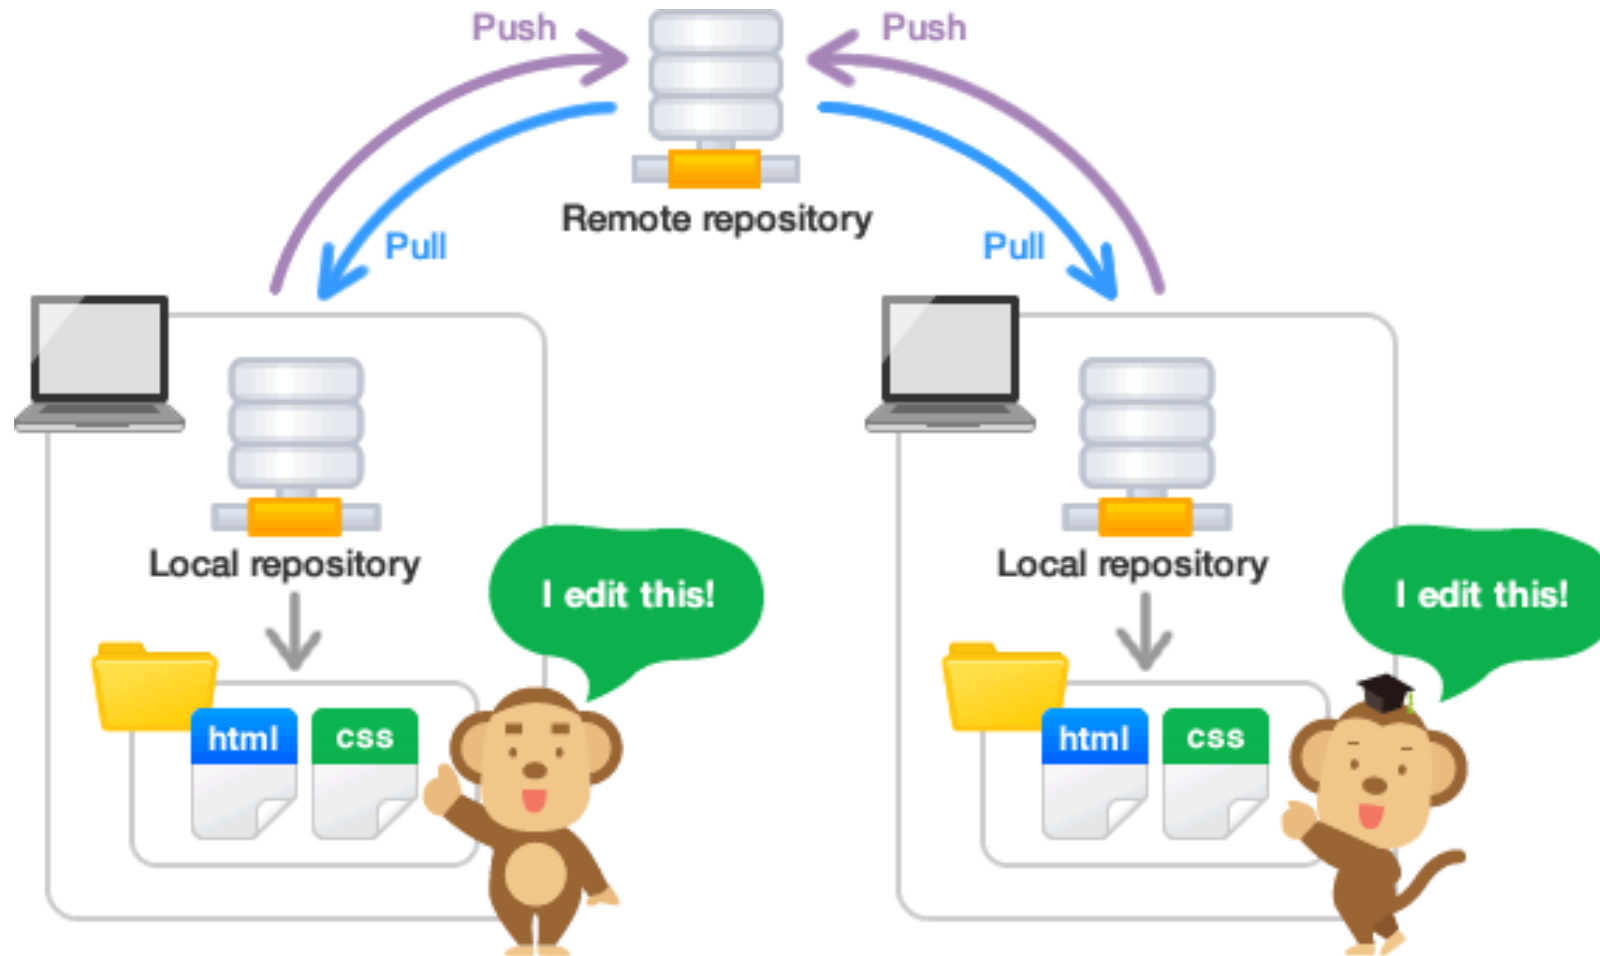 Push
Push
Remote repository
Pull
Pull
Local repository
Local repository
I edit this!
I edit this!
html
css
html
css